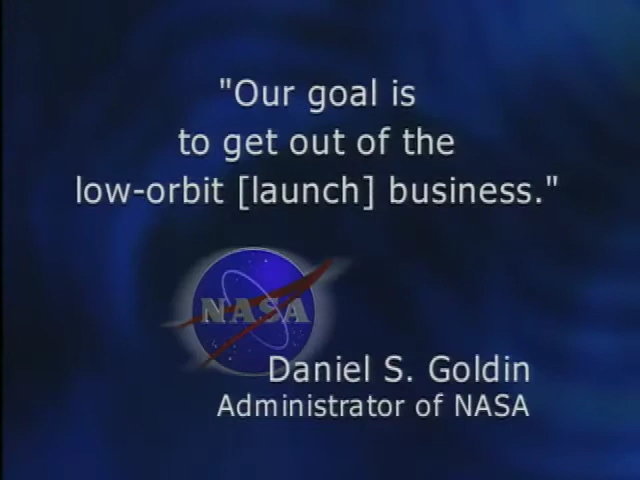 "Our goal is
to get out of the
low-orbit [launch] business."
NASA
Daniel S. Goldin
Administrator of NASA